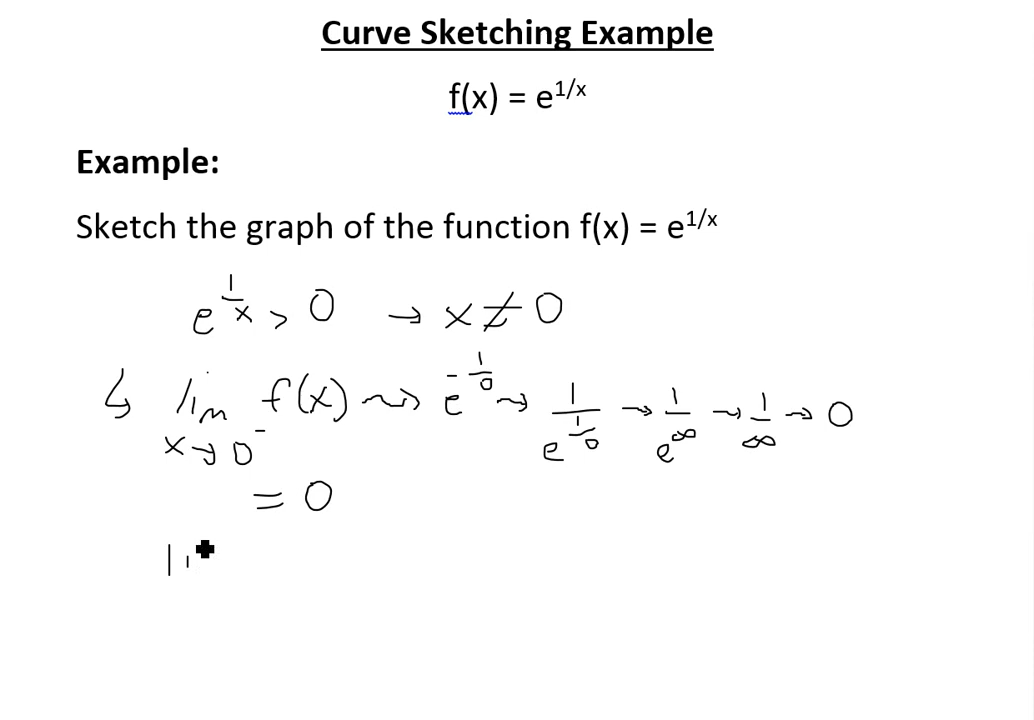 Curve Sketching Example
f(x) = e^{1/x}
Example:
Sketch the graph of the function f(x) = e^{1/x}
e^{1/x} > 0 → x ≠ 0
↳ lim_{x→0⁻} f(x) ⇝ e^{-1/0} ⇝ 1/e^{1/0} → 1/e^∞ ⇝ 1/∞ → 0
= 0